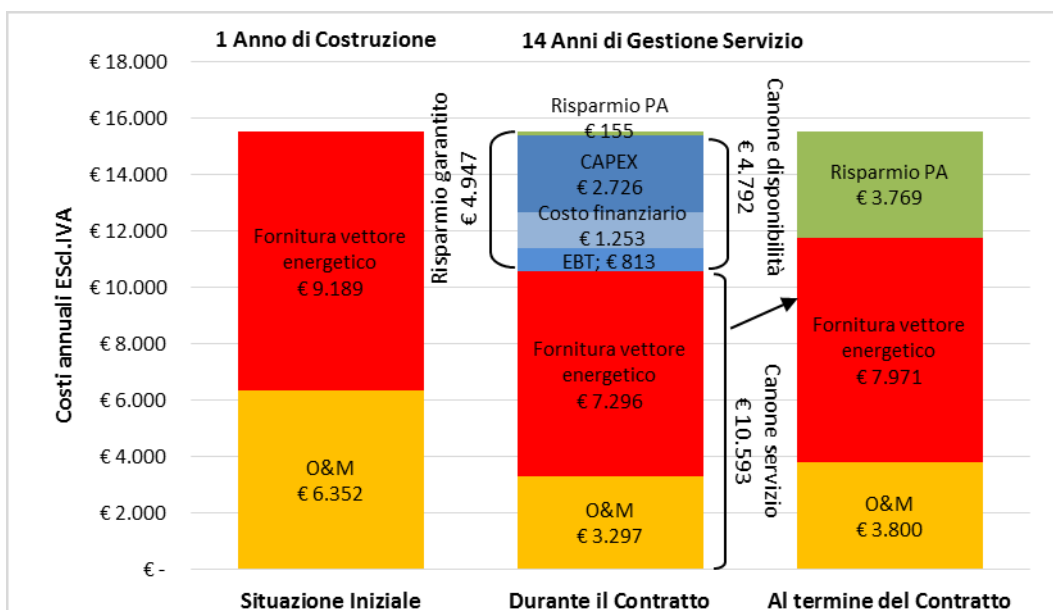 1 Anno di Costruzione
14 Anni di Gestione Servizio
Costi annuali EScl.IVA
€ 18.000
€ 16.000
€ 14.000
€ 12.000
€ 10.000
€ 8.000
€ 6.000
€ 4.000
€ 2.000
€ -
Fornitura vettore
energetico
€ 9.189
O&M
€ 6.352
Risparmio garantito
€ 4.947
Risparmio PA
€ 155
CAPEX
€ 2.726
Costo finanziario
€ 1.253
EBT; € 813
Fornitura vettore
energetico
€ 7.296
O&M
€ 3.297
Canone disponibilità
€ 4.792
Canone servizio
€ 10.593
Risparmio PA
€ 3.769
Fornitura vettore
energetico
€ 7.971
O&M
€ 3.800
Situazione Iniziale
Durante il Contratto
Al termine del Contratto